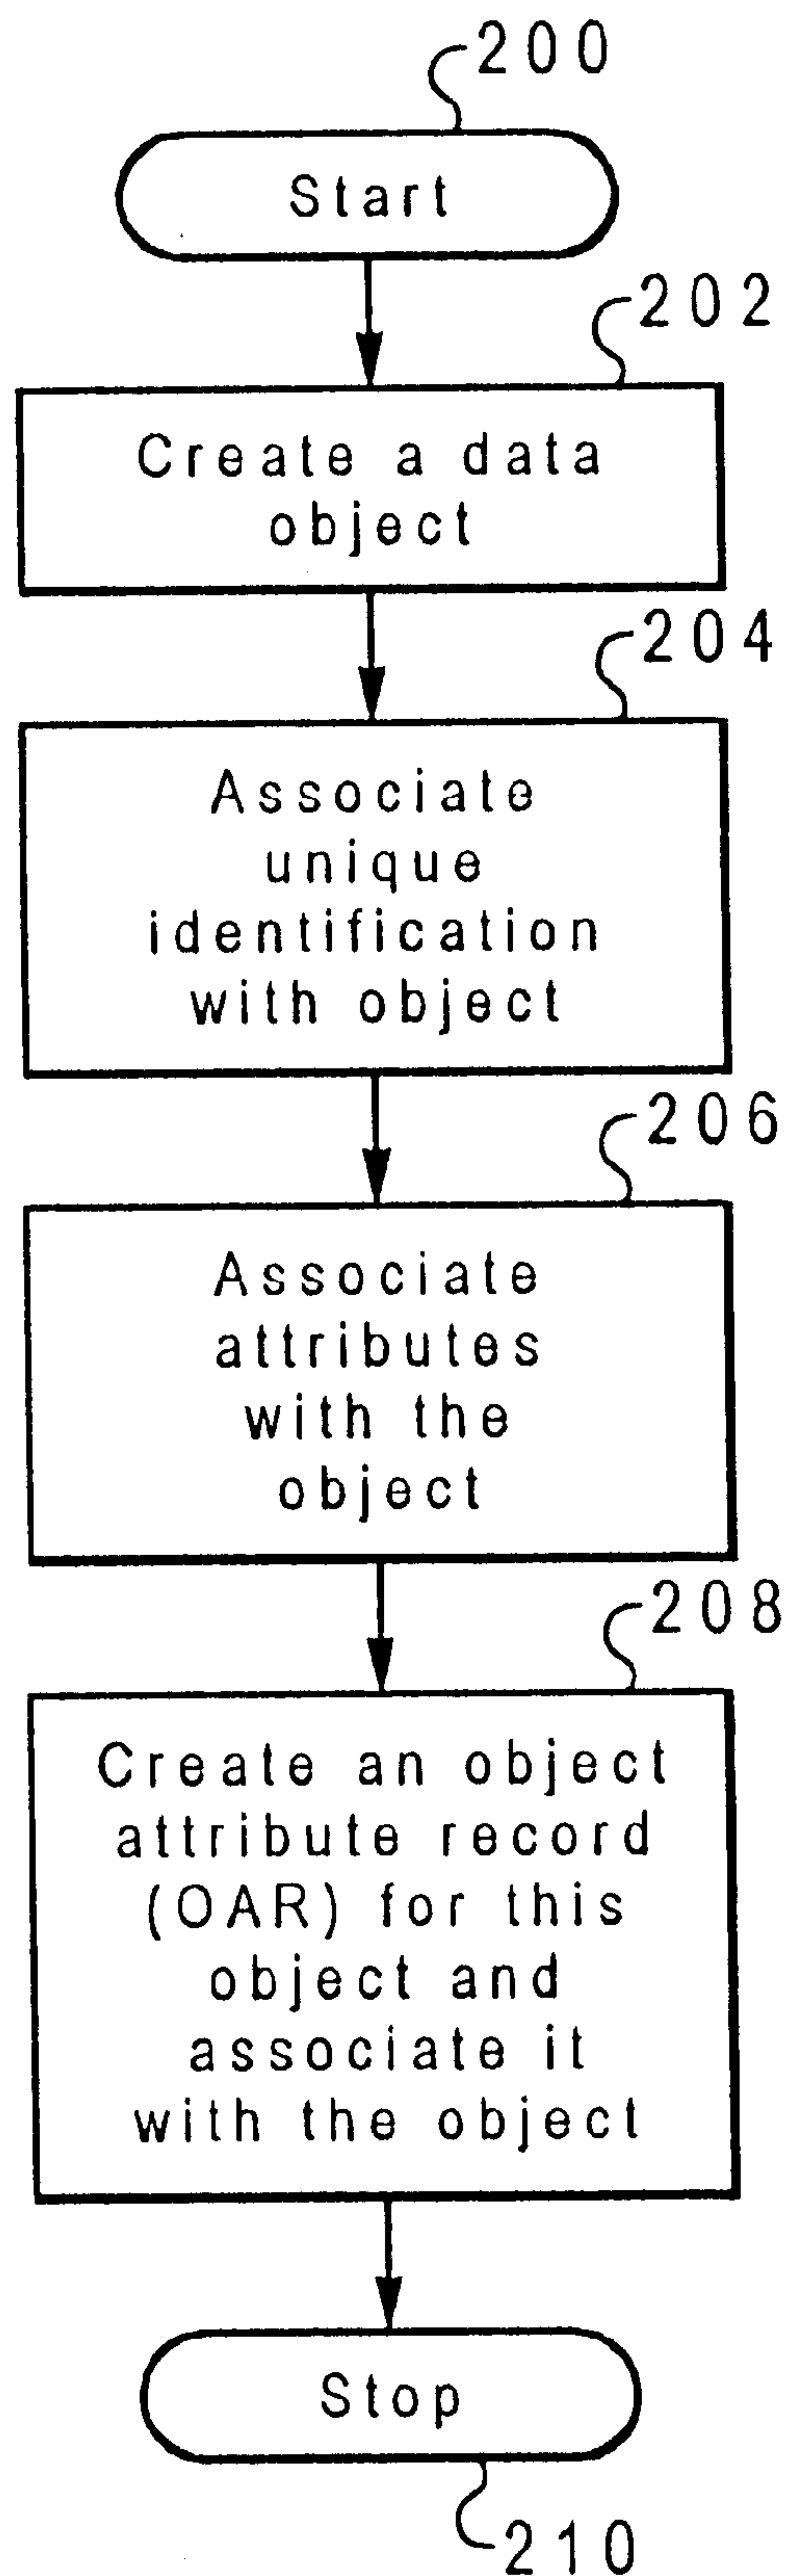 200
Start
202
Create a data
object
204
Associate
unique
identification
with object
206
Associate
attributes
with the
object
208
Create an object
attribute record
(OAR) for this
object and
associate it
with the object
Stop
210